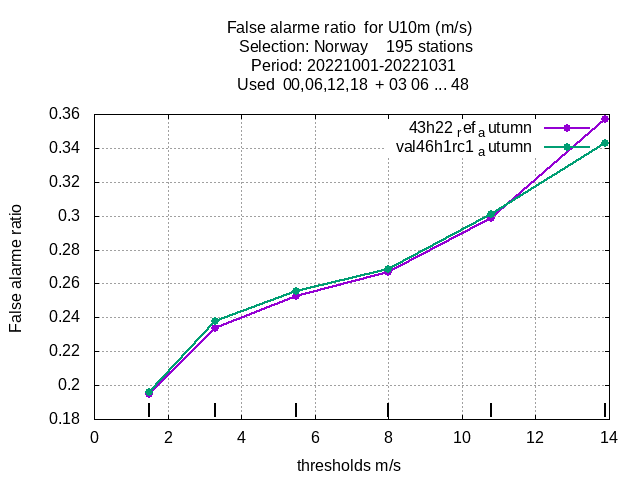 False alarme ratio for U10m (m/s)
Selection: Norway 195 stations
Period: 20221001-20221031
Used 00,06,12,18 + 03 06 ... 48
0.36
43h22 refautumn
val46h1rc1 autumn
0.34
0.32
0.3
0.28
0.26
0.24
0.22
0.2
0.18
False alarme ratio
0 2 4 6 8 10 12 14
thresholds m/s